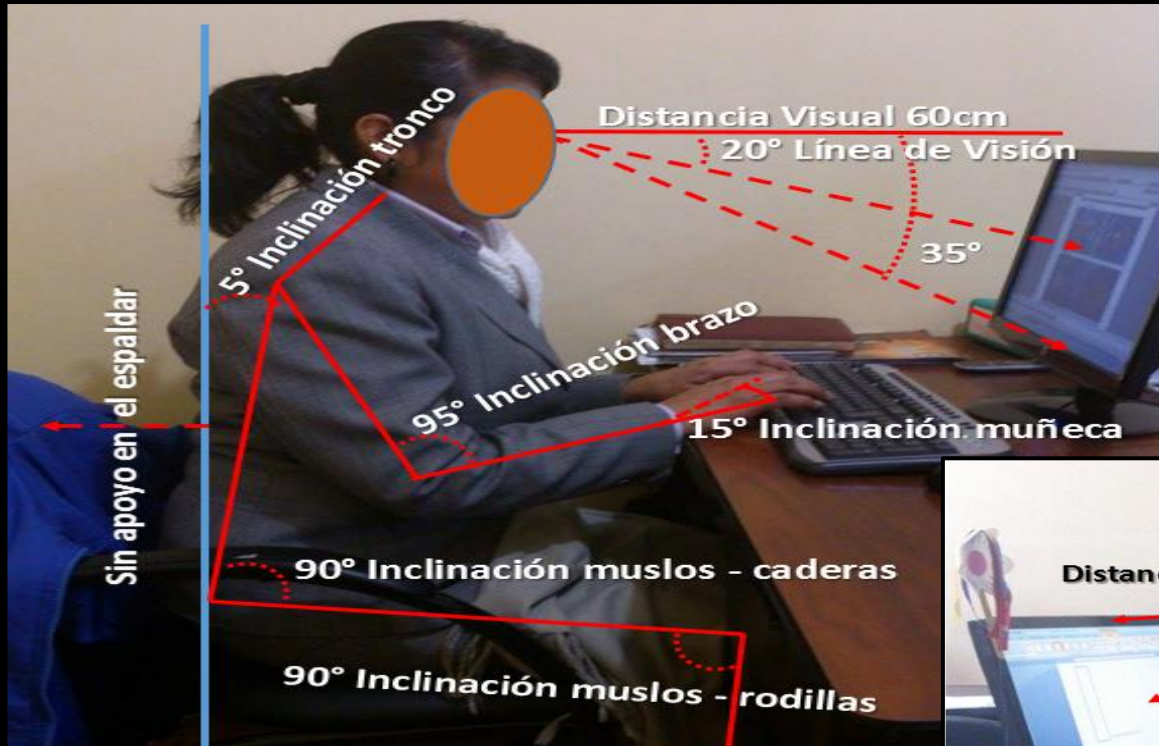 Distancia Visual 60cm
20° Línea de Visión
35°
5° Inclinación tronco
95° Inclinación brazo
15° Inclinación muñeca
Sin apoyo en el espaldar
90° Inclinación muslos - caderas
90° Inclinación muslos - rodillas